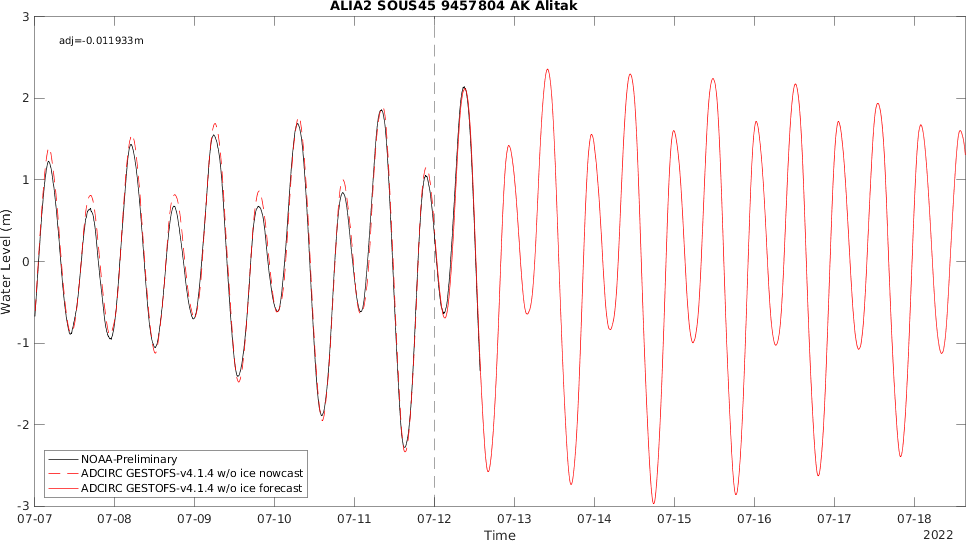 ALIA2 SOUS45 9457804 AK Alitak
adj=-0.011933m
Water Level (m)
3
2
1
0
-1
-2
-3
NOAA-Preliminary
ADCIRC GESTOFS-v4.1.4 w/o ice nowcast
ADCIRC GESTOFS-v4.1.4 w/o ice forecast
07-07 07-08 07-09 07-10 07-11 07-12 07-13 07-14 07-15 07-16 07-17 07-18
Time
2022